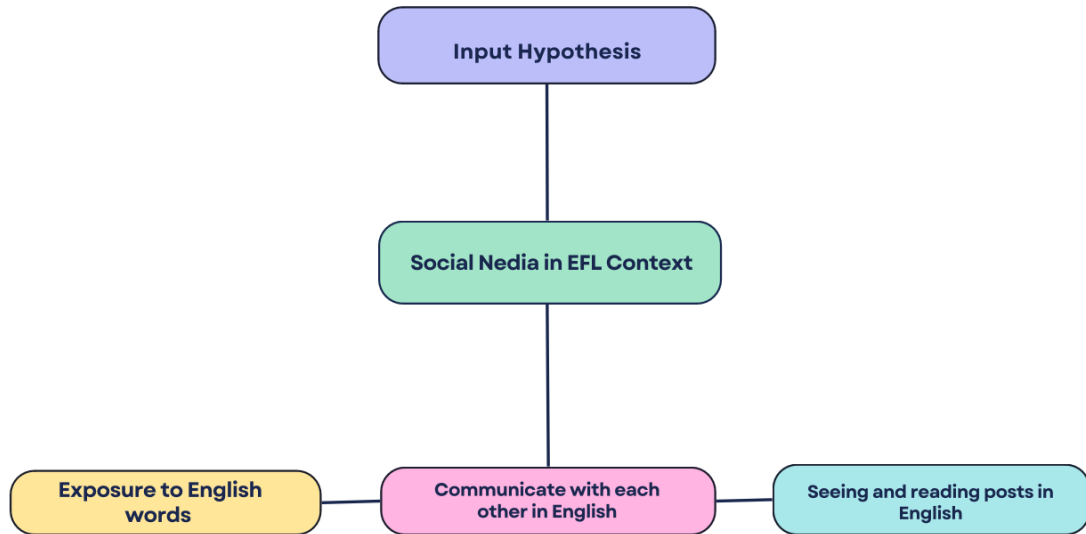 Input Hypothesis
Social Nedia in EFL Context
Exposure to English
words
Communicate with each
other in English
Seeing and reading posts in
English